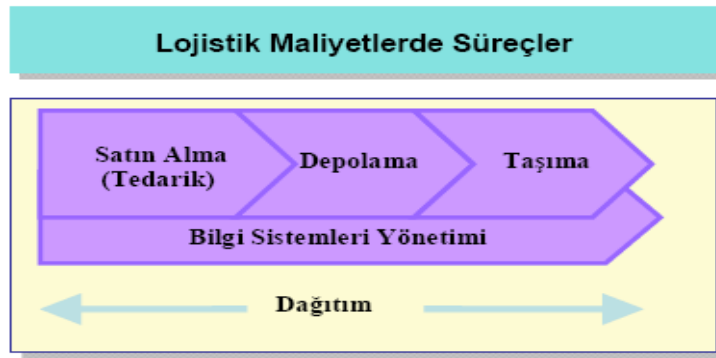 Lojistik Maliyetlerde Süreçler
Satın Alma
(Tedarik)
Depolama
Taşıma
Bilgi Sistemleri Yönetimi
Dağıtım